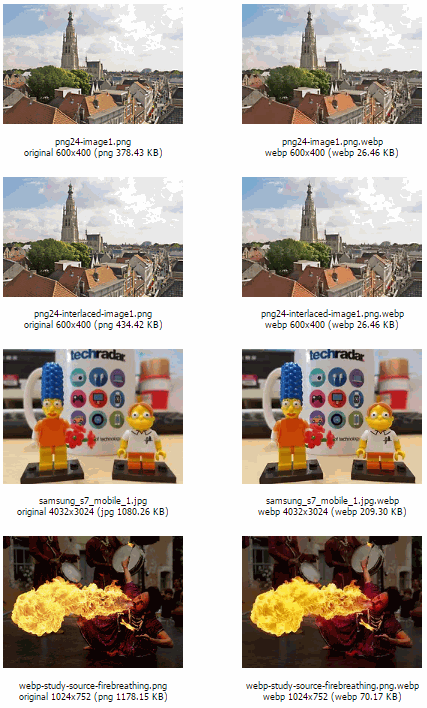 png24-image1.png
original 600x400 (png 378.43 KB)
png24-image1.png.webp
webp 600x400 (webp 26.46 KB)
png24-interlaced-image1.png
original 600x400 (png 434.42 KB)
png24-interlaced-image1.png.webp
webp 600x400 (webp 26.46 KB)
techradar
of technology
techradar
of technology
samsung_s7_mobile_1.jpg
original 4032x3024 (jpg 1080.26 KB)
samsung_s7_mobile_1.jpg.webp
webp 4032x3024 (webp 209.30 KB)
webp-study-source-firebreathing.png
original 1024x752 (png 1178.15 KB)
webp-study-source-firebreathing.png.webp
webp 1024x752 (webp 70.17 KB)